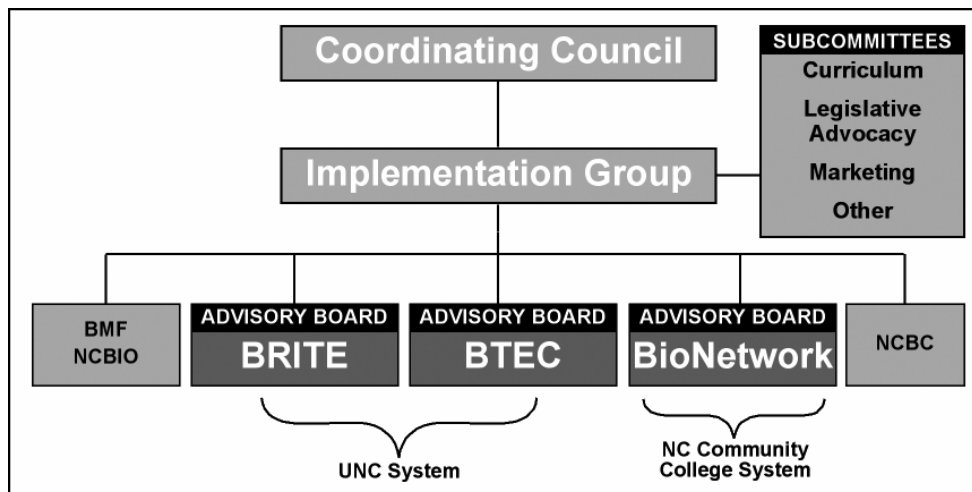 Coordinating Council
SUBCOMMITTEES
Curriculum
Legislative
Advocacy
Marketing
Other
Implementation Group
BMF
NCBIO
ADVISORY BOARD
BRITE
ADVISORY BOARD
BTEC
ADVISORY BOARD
BioNetwork
NCBC
UNC System
NC Community
College System